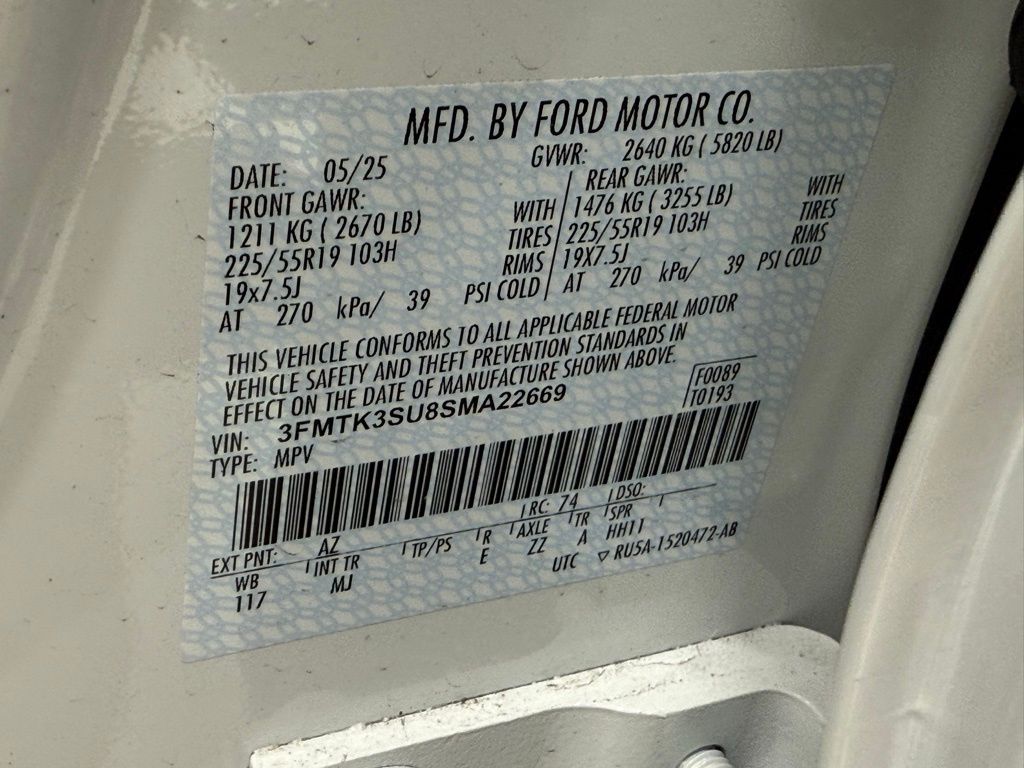 MFD. BY FORD MOTOR CO.
DATE: 05/25 GVWR: 2640 KG ( 5820 LB)
FRONT GAWR: REAR GAWR:
1211 KG ( 2670 LB) WITH 1476 KG ( 3255 LB) WITH
225/55R19 103H TIRES 225/55R19 103H TIRES
19x7.5J RIMS 19X7.5J RIMS
AT 270 kPa/ 39 PSI COLD AT 270 kPa/ 39 PSI COLD
THIS VEHICLE CONFORMS TO ALL APPLICABLE FEDERAL MOTOR
VEHICLE SAFETY AND THEFT PREVENTION STANDARDS IN
EFFECT ON THE DATE OF MANUFACTURE SHOWN ABOVE.
VIN: 3FMTK3SU8SMA22669 F0089
TYPE: MPV T0193
EXT PNT: AZ RC: 74 DSO:
WB INT TR TP/PS R AXLE TR SPR
117 MJ E ZZ A HH11
UTC ▽ RU5A-1520472-AB